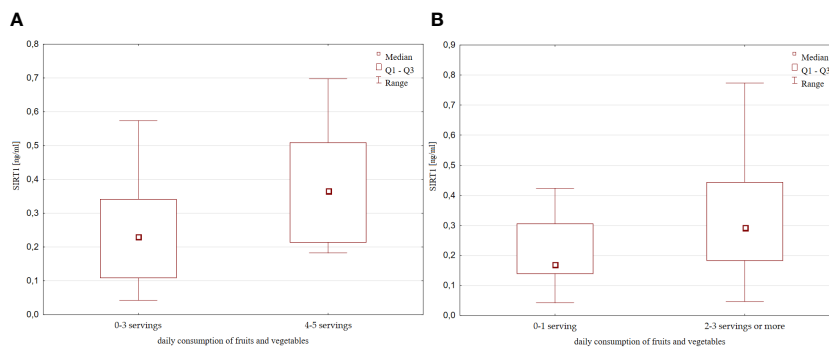 A
0,8
0,7
0,6
0,5
0,4
0,3
0,2
0,1
0,0
SIRT1 [ng/ml]
Median
Q1 - Q3
Range
0-3 servings
4-5 servings
daily consumption of fruits and vegetables
B
0,9
0,8
0,7
0,6
0,5
0,4
0,3
0,2
0,1
0,0
SIRT1 [ng/ml]
Median
Q1 - Q3
Range
0-1 serving
2-3 servings or more
daily consumption of fruits and vegetables